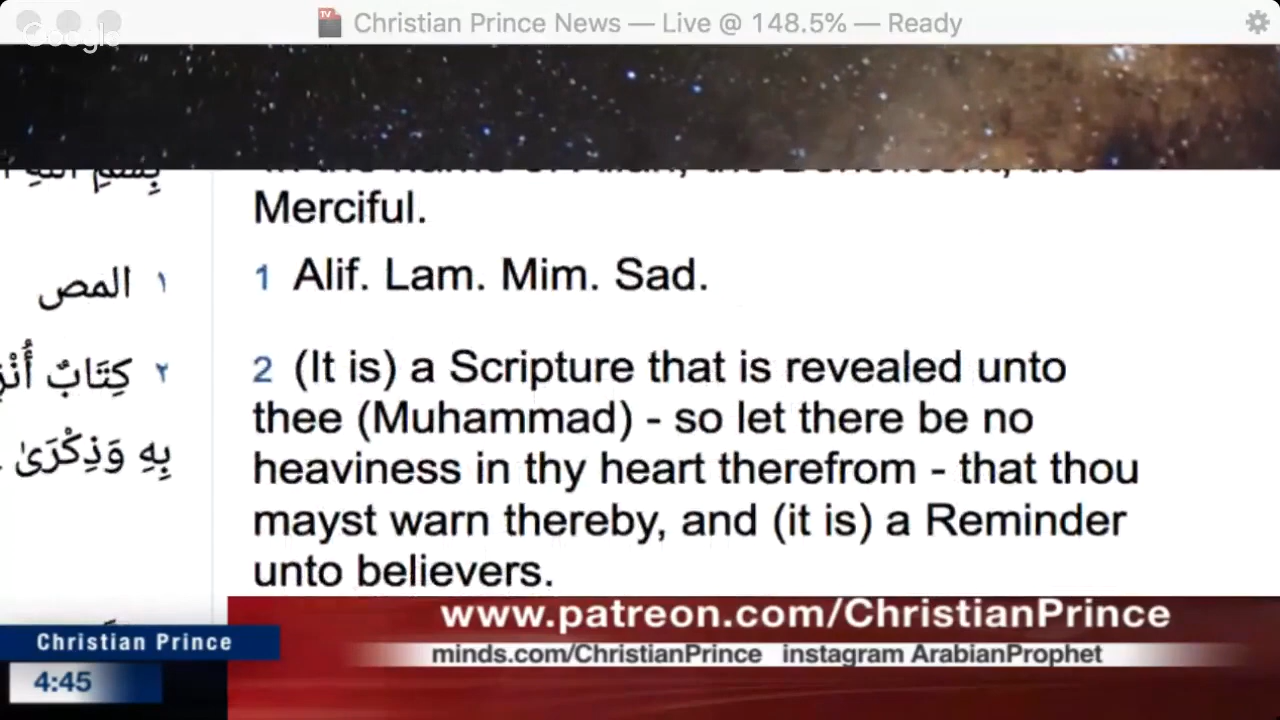 Christian Prince News — Live @ 148.5% — Ready
Google
Merciful.
١ المص
1 Alif. Lam. Mim. Sad.
٢ كِتَابٌ
2 (It is) a Scripture that is revealed unto
thee (Muhammad) - so let there be no
heaviness in thy heart therefrom - that thou
بِهِ وَذِكْرَىٰ
mayst warn thereby, and (it is) a Reminder
unto believers.
www.patreon.com/ChristianPrince
Christian Prince
minds.com/ChristianPrince instagram ArabianProphet
4:45